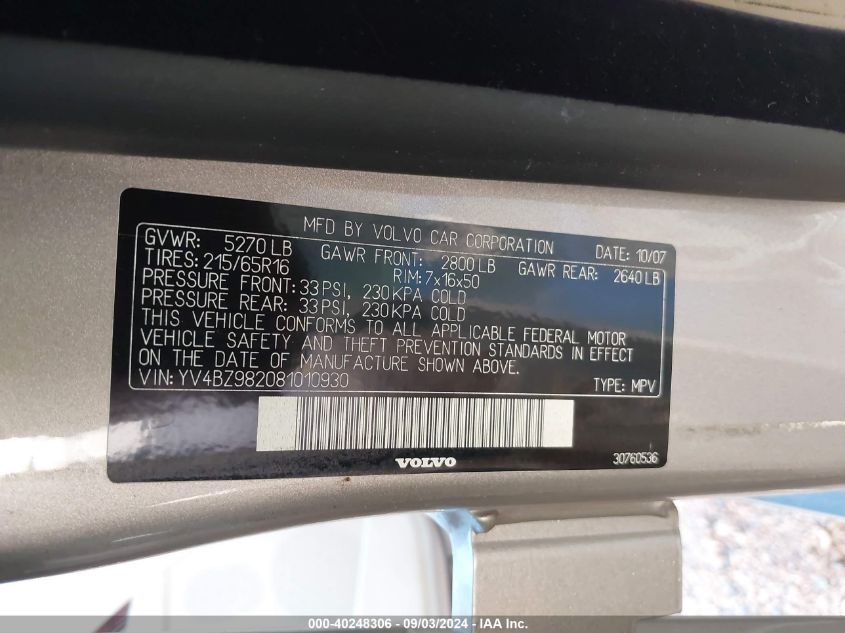 MFD BY VOLVO CAR CORPORATION DATE: 10/07
GVWR: 5270 LB GAWR FRONT: 2800 LB GAWR REAR: 2640 LB
TIRES: 215/65R16 RIM: 7x16x50
PRESSURE FRONT: 33 PSI, 230 KPA COLD
PRESSURE REAR: 33 PSI, 230 KPA COLD
THIS VEHICLE CONFORMS TO ALL APPLICABLE FEDERAL MOTOR
VEHICLE SAFETY AND THEFT PREVENTION STANDARDS IN EFFECT
ON THE DATE OF MANUFACTURE SHOWN ABOVE.
VIN: YV4BZ982081010930 TYPE: MPV
VOLVO 30760536
000-40248306 - 09/03/2024 - IAA Inc.